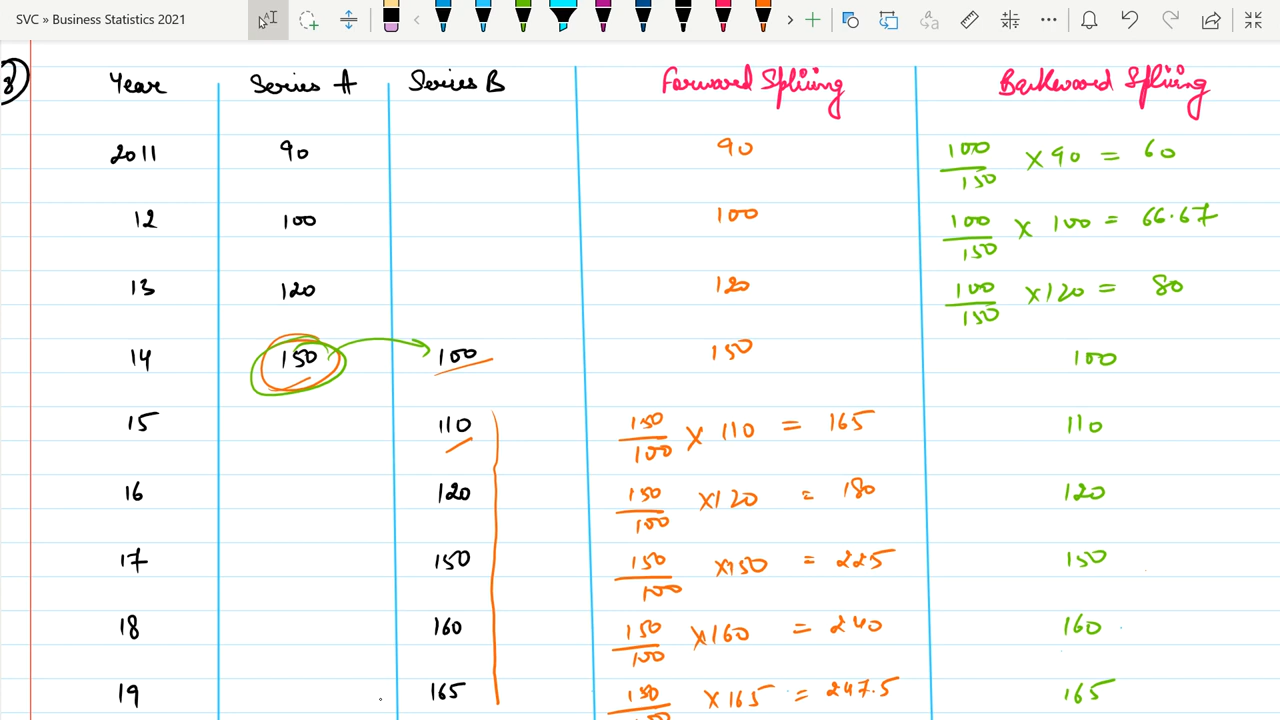 SVC » Business Statistics 2021
8) Year Series A Series B Forward Splicing Backward Splicing
2011 90 90 100/150 × 90 = 60
12 100 100 100/150 × 100 = 66.67
13 120 120 100/150 × 120 = 80
14 150 100 150 100
15 110 150/100 × 110 = 165 110
16 120 150/100 × 120 = 180 120
17 150 150/100 × 150 = 225 150
18 160 150/100 × 160 = 240 160
19 165 150/100 × 165 = 247.5 165